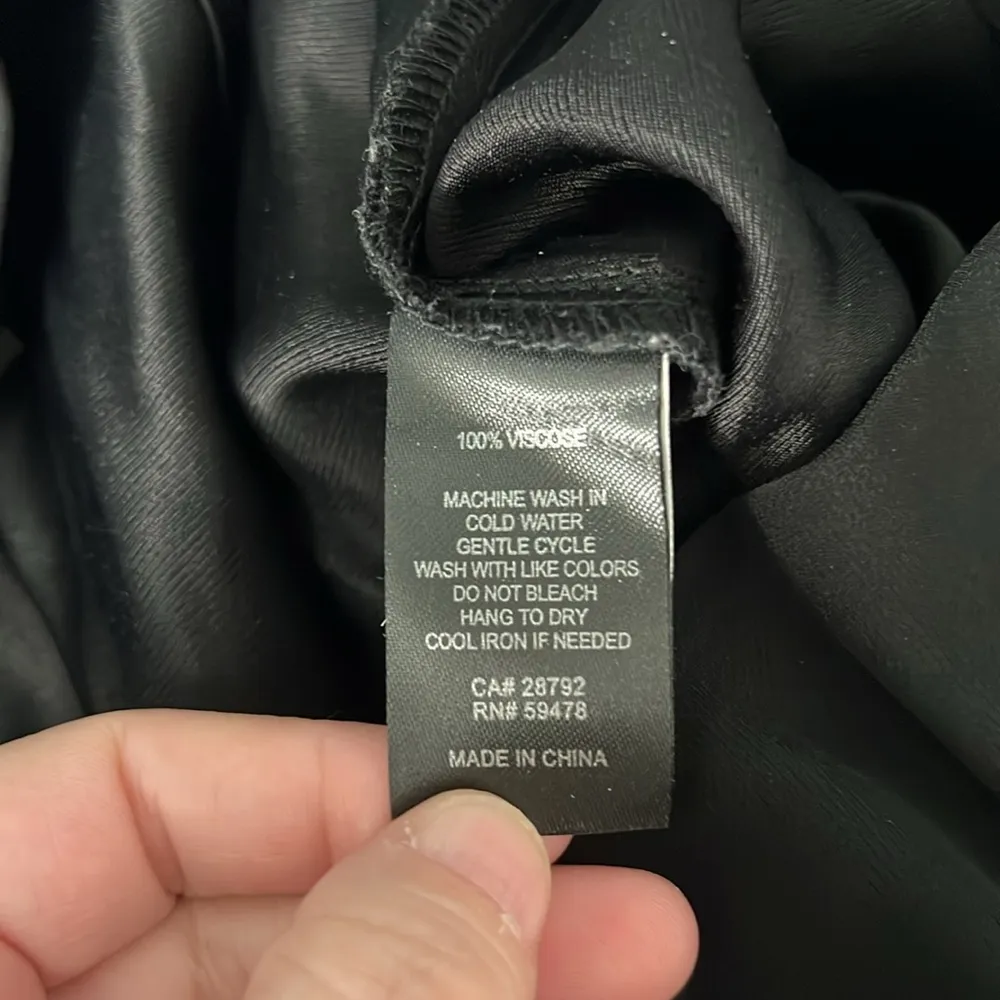 100% VISCOSE
MACHINE WASH IN
COLD WATER
GENTLE CYCLE
WASH WITH LIKE COLORS
DO NOT BLEACH
HANG TO DRY
COOL IRON IF NEEDED
CA# 28792
RN# 59478
MADE IN CHINA